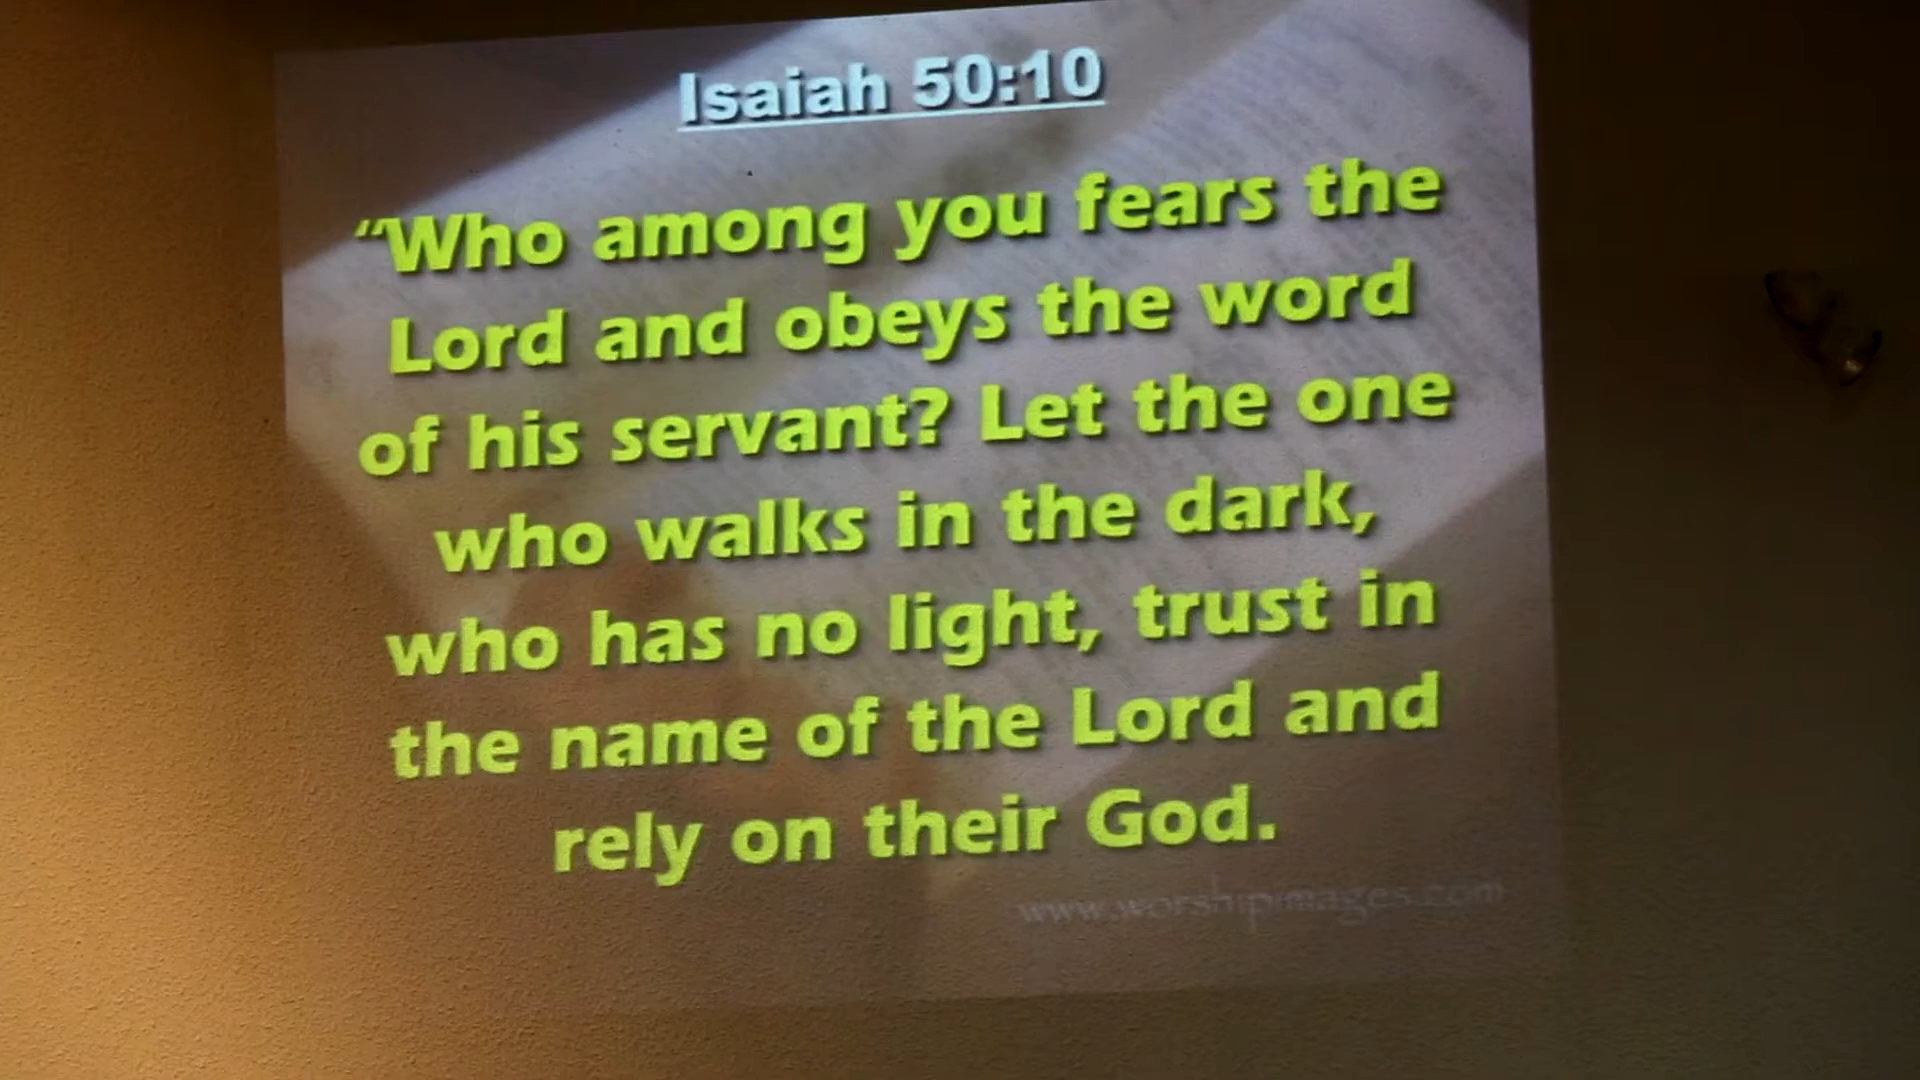 Isaiah 50:10
“Who among you fears the
Lord and obeys the word
of his servant? Let the one
who walks in the dark,
who has no light, trust in
the name of the Lord and
rely on their God.
www.worshipimages.com